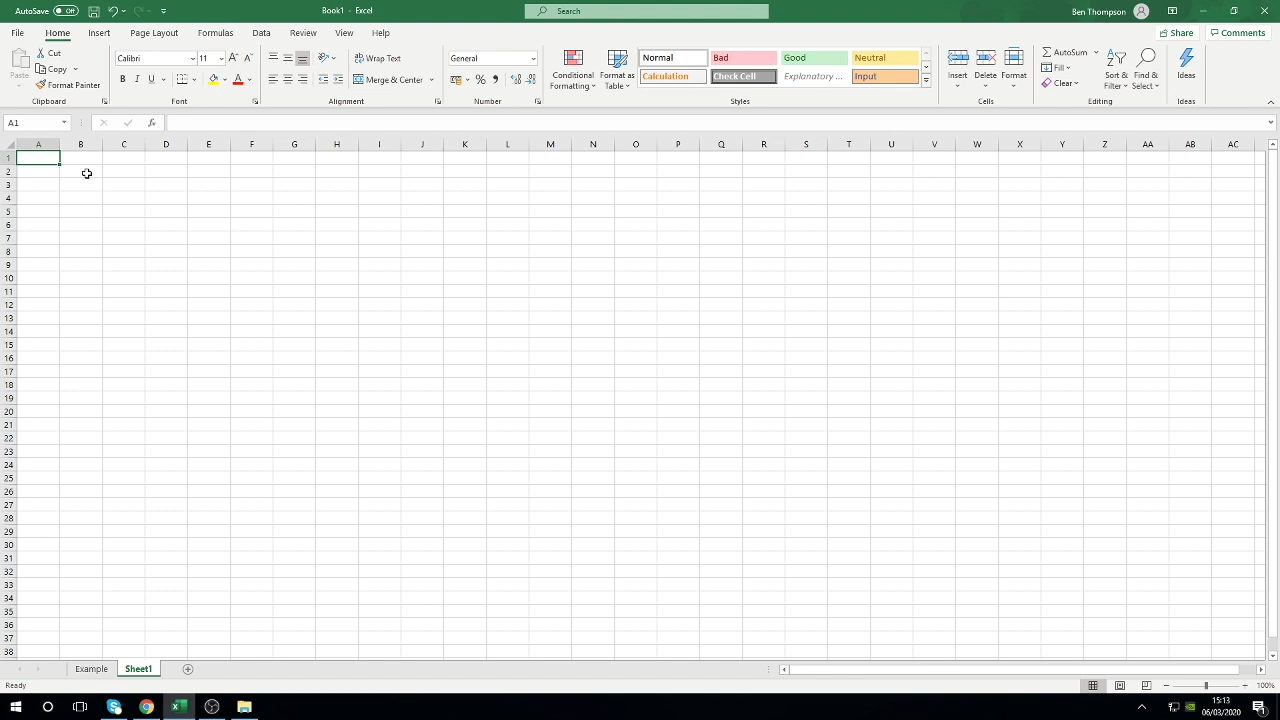 AutoSave Off Book1 - Excel Search Ben Thompson
File Home Insert Page Layout Formulas Data Review View Help Share Comments
Paste Cut Copy Format Painter
Clipboard
Calibri 11 A A
B I U A
Font
ab Wrap Text
Merge & Center
Alignment
General
% 9
Number
Conditional Formatting Format as Table
Normal Bad Good Neutral
Calculation Check Cell Explanatory ... Input
Styles
Insert Delete Format
Cells
AutoSum Fill Clear Sort & Filter Find & Select
Editing
Ideas
Ideas
A1 fx
A B C D E F G H I J K L M N O P Q R S T U V W X Y Z AA AB AC
1
2
3
4
5
6
7
8
9
10
11
12
13
14
15
16
17
18
19
20
21
22
23
24
25
26
27
28
29
30
31
32
33
34
35
36
37
38
Example Sheet1
Ready 100%
15:13
06/03/2020 1